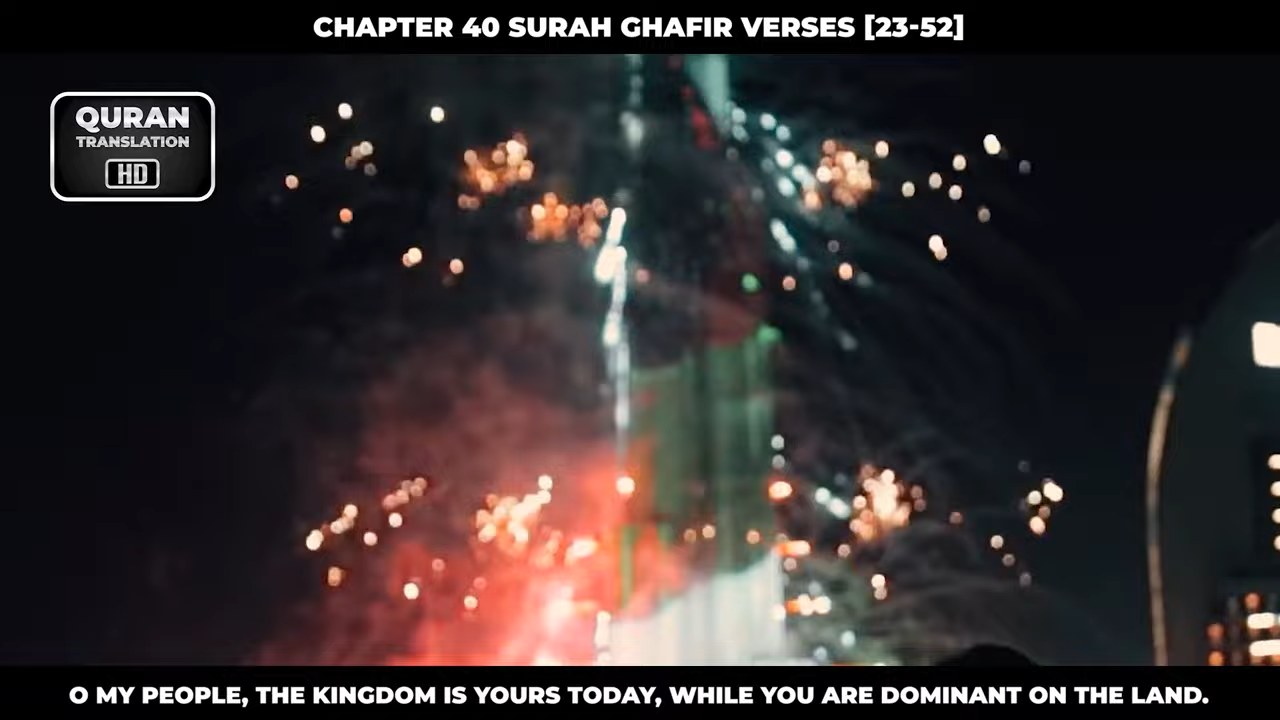 CHAPTER 40 SURAH GHAFIR VERSES [23-52]
QURAN
TRANSLATION
HD
O MY PEOPLE, THE KINGDOM IS YOURS TODAY, WHILE YOU ARE DOMINANT ON THE LAND.